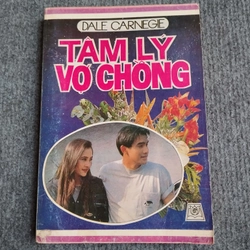 DALE CARNEGIE
TÂM LÝ
VỢ CHỒNG